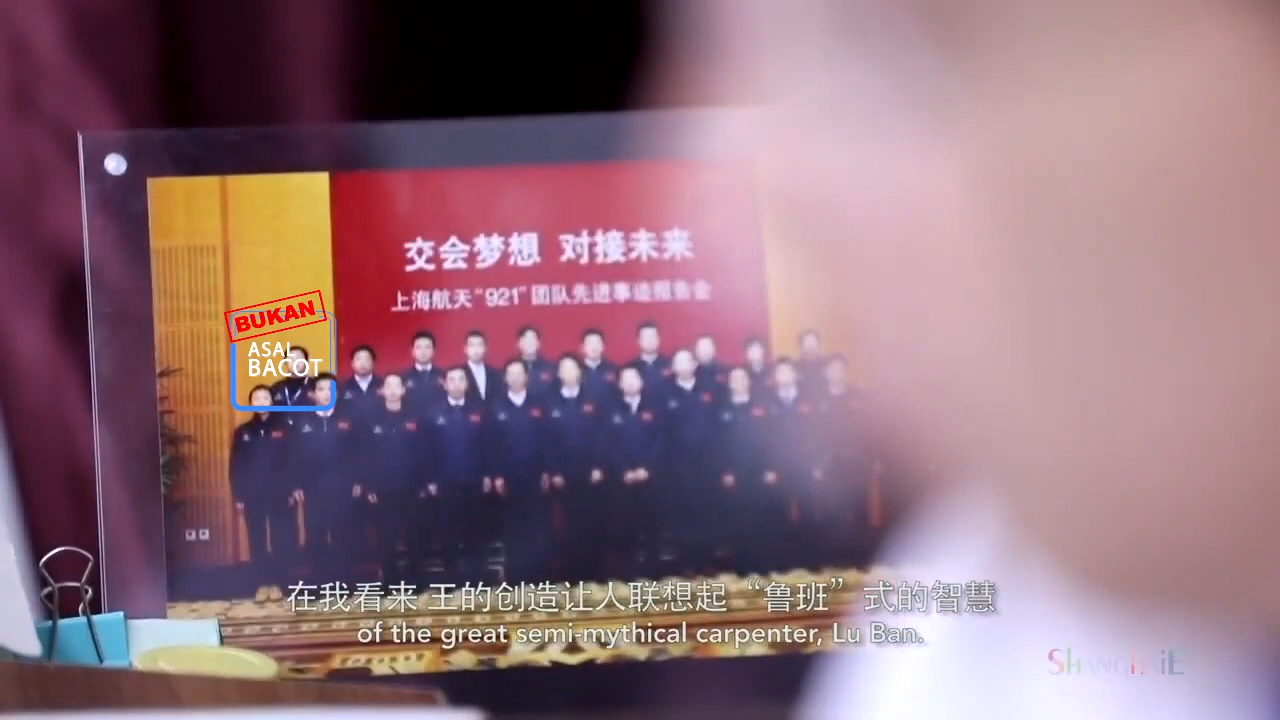 交会梦想 对接未来
上海航天“921”团队先进事迹报告会
BUKAN
ASAL
BACOT
在我看来 王的创造让人联想起“鲁班”式的智慧
of the great semi-mythical carpenter, Lu Ban.